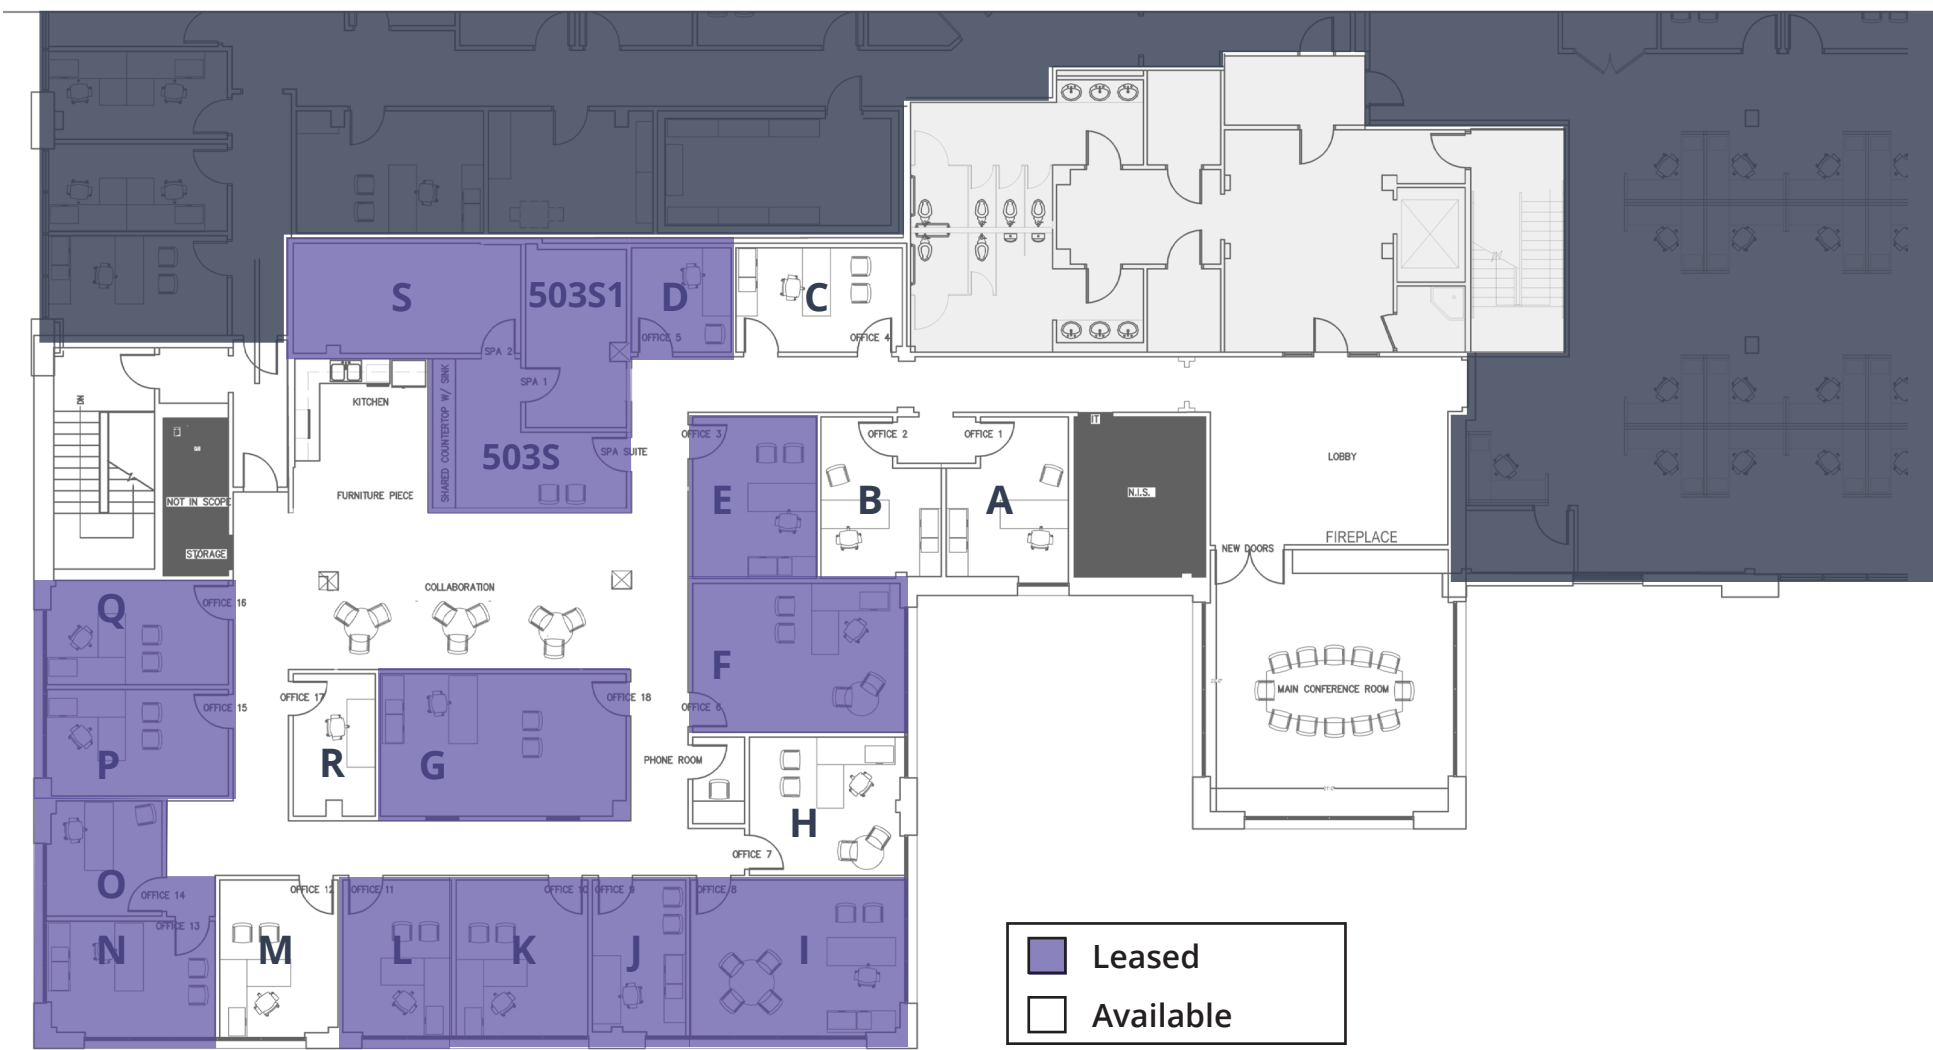 S
503S1
D
C
OFFICE 5
OFFICE 4
SPA 2
SPA 1
DN
KITCHEN
SHARED COUNTERTOP W/ SINK
503S
SPA SUITE
OFFICE 3
OFFICE 2
OFFICE 1
IT
LOBBY
FURNITURE PIECE
E
B
A
N.I.S.
NOT IN SCOPE
STORAGE
FIREPLACE
NEW DOORS
COLLABORATION
Q
OFFICE 16
F
OFFICE 17
OFFICE 18
OFFICE 15
OFFICE 6
MAIN CONFERENCE ROOM
P
R
G
PHONE ROOM
H
OFFICE 7
O
OFFICE 14
OFFICE 12
OFFICE 11
OFFICE 10
OFFICE 9
OFFICE 8
OFFICE 13
N
M
L
K
J
I
Leased
Available